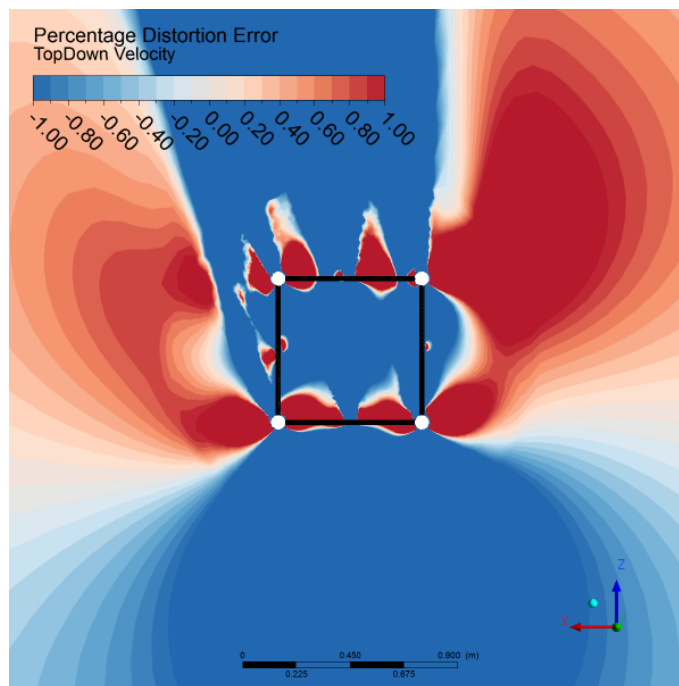 Percentage Distortion Error
TopDown Velocity
-1.00 -0.80 -0.60 -0.40 -0.20 0.00 0.20 0.40 0.60 0.80 1.00
Z
X
0 0.450 0.900 (m)
0.225 0.675